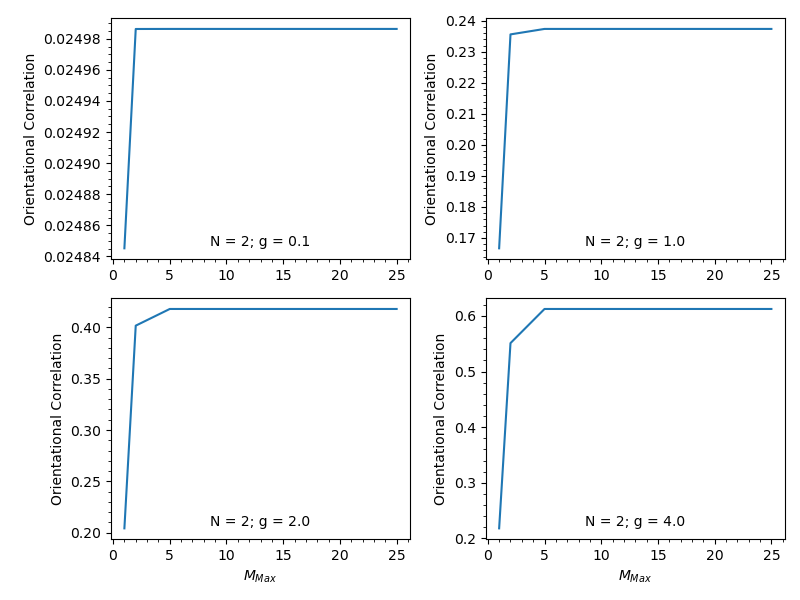 Orientational Correlation
0.02498
0.02496
0.02494
0.02492
0.02490
0.02488
0.02486
0.02484
N = 2; g = 0.1
0 5 10 15 20 25
Orientational Correlation
0.24
0.23
0.22
0.21
0.20
0.19
0.18
0.17
N = 2; g = 1.0
0 5 10 15 20 25
Orientational Correlation
0.40
0.35
0.30
0.25
0.20
N = 2; g = 2.0
0 5 10 15 20 25
M_{Max}
Orientational Correlation
0.6
0.5
0.4
0.3
0.2
N = 2; g = 4.0
0 5 10 15 20 25
M_{Max}